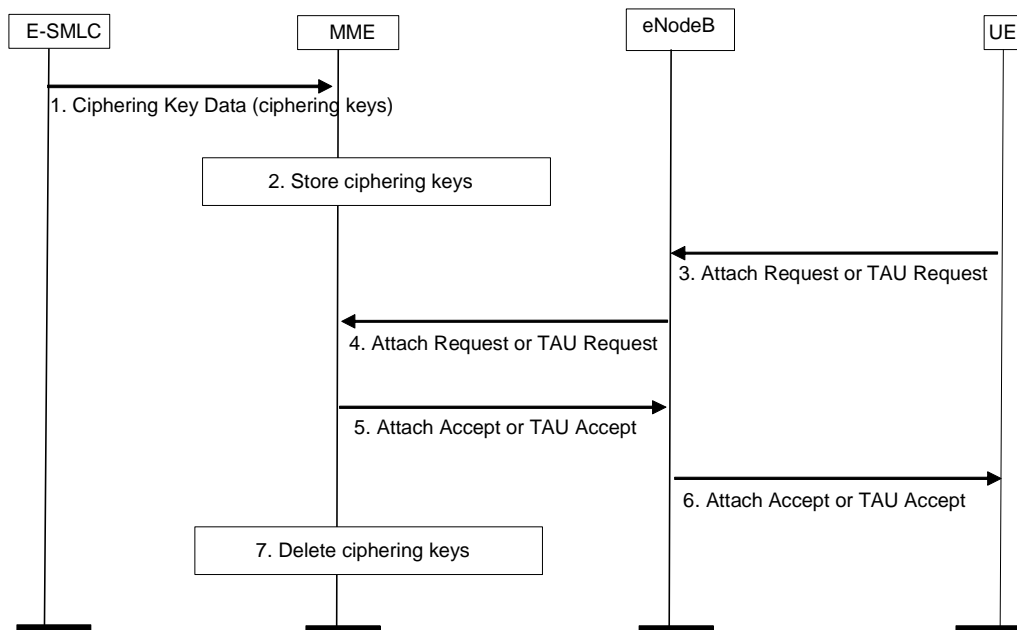 E-SMLC
MME
eNodeB
UE
1. Ciphering Key Data (ciphering keys)
2. Store ciphering keys
3. Attach Request or TAU Request
4. Attach Request or TAU Request
5. Attach Accept or TAU Accept
6. Attach Accept or TAU Accept
7. Delete ciphering keys